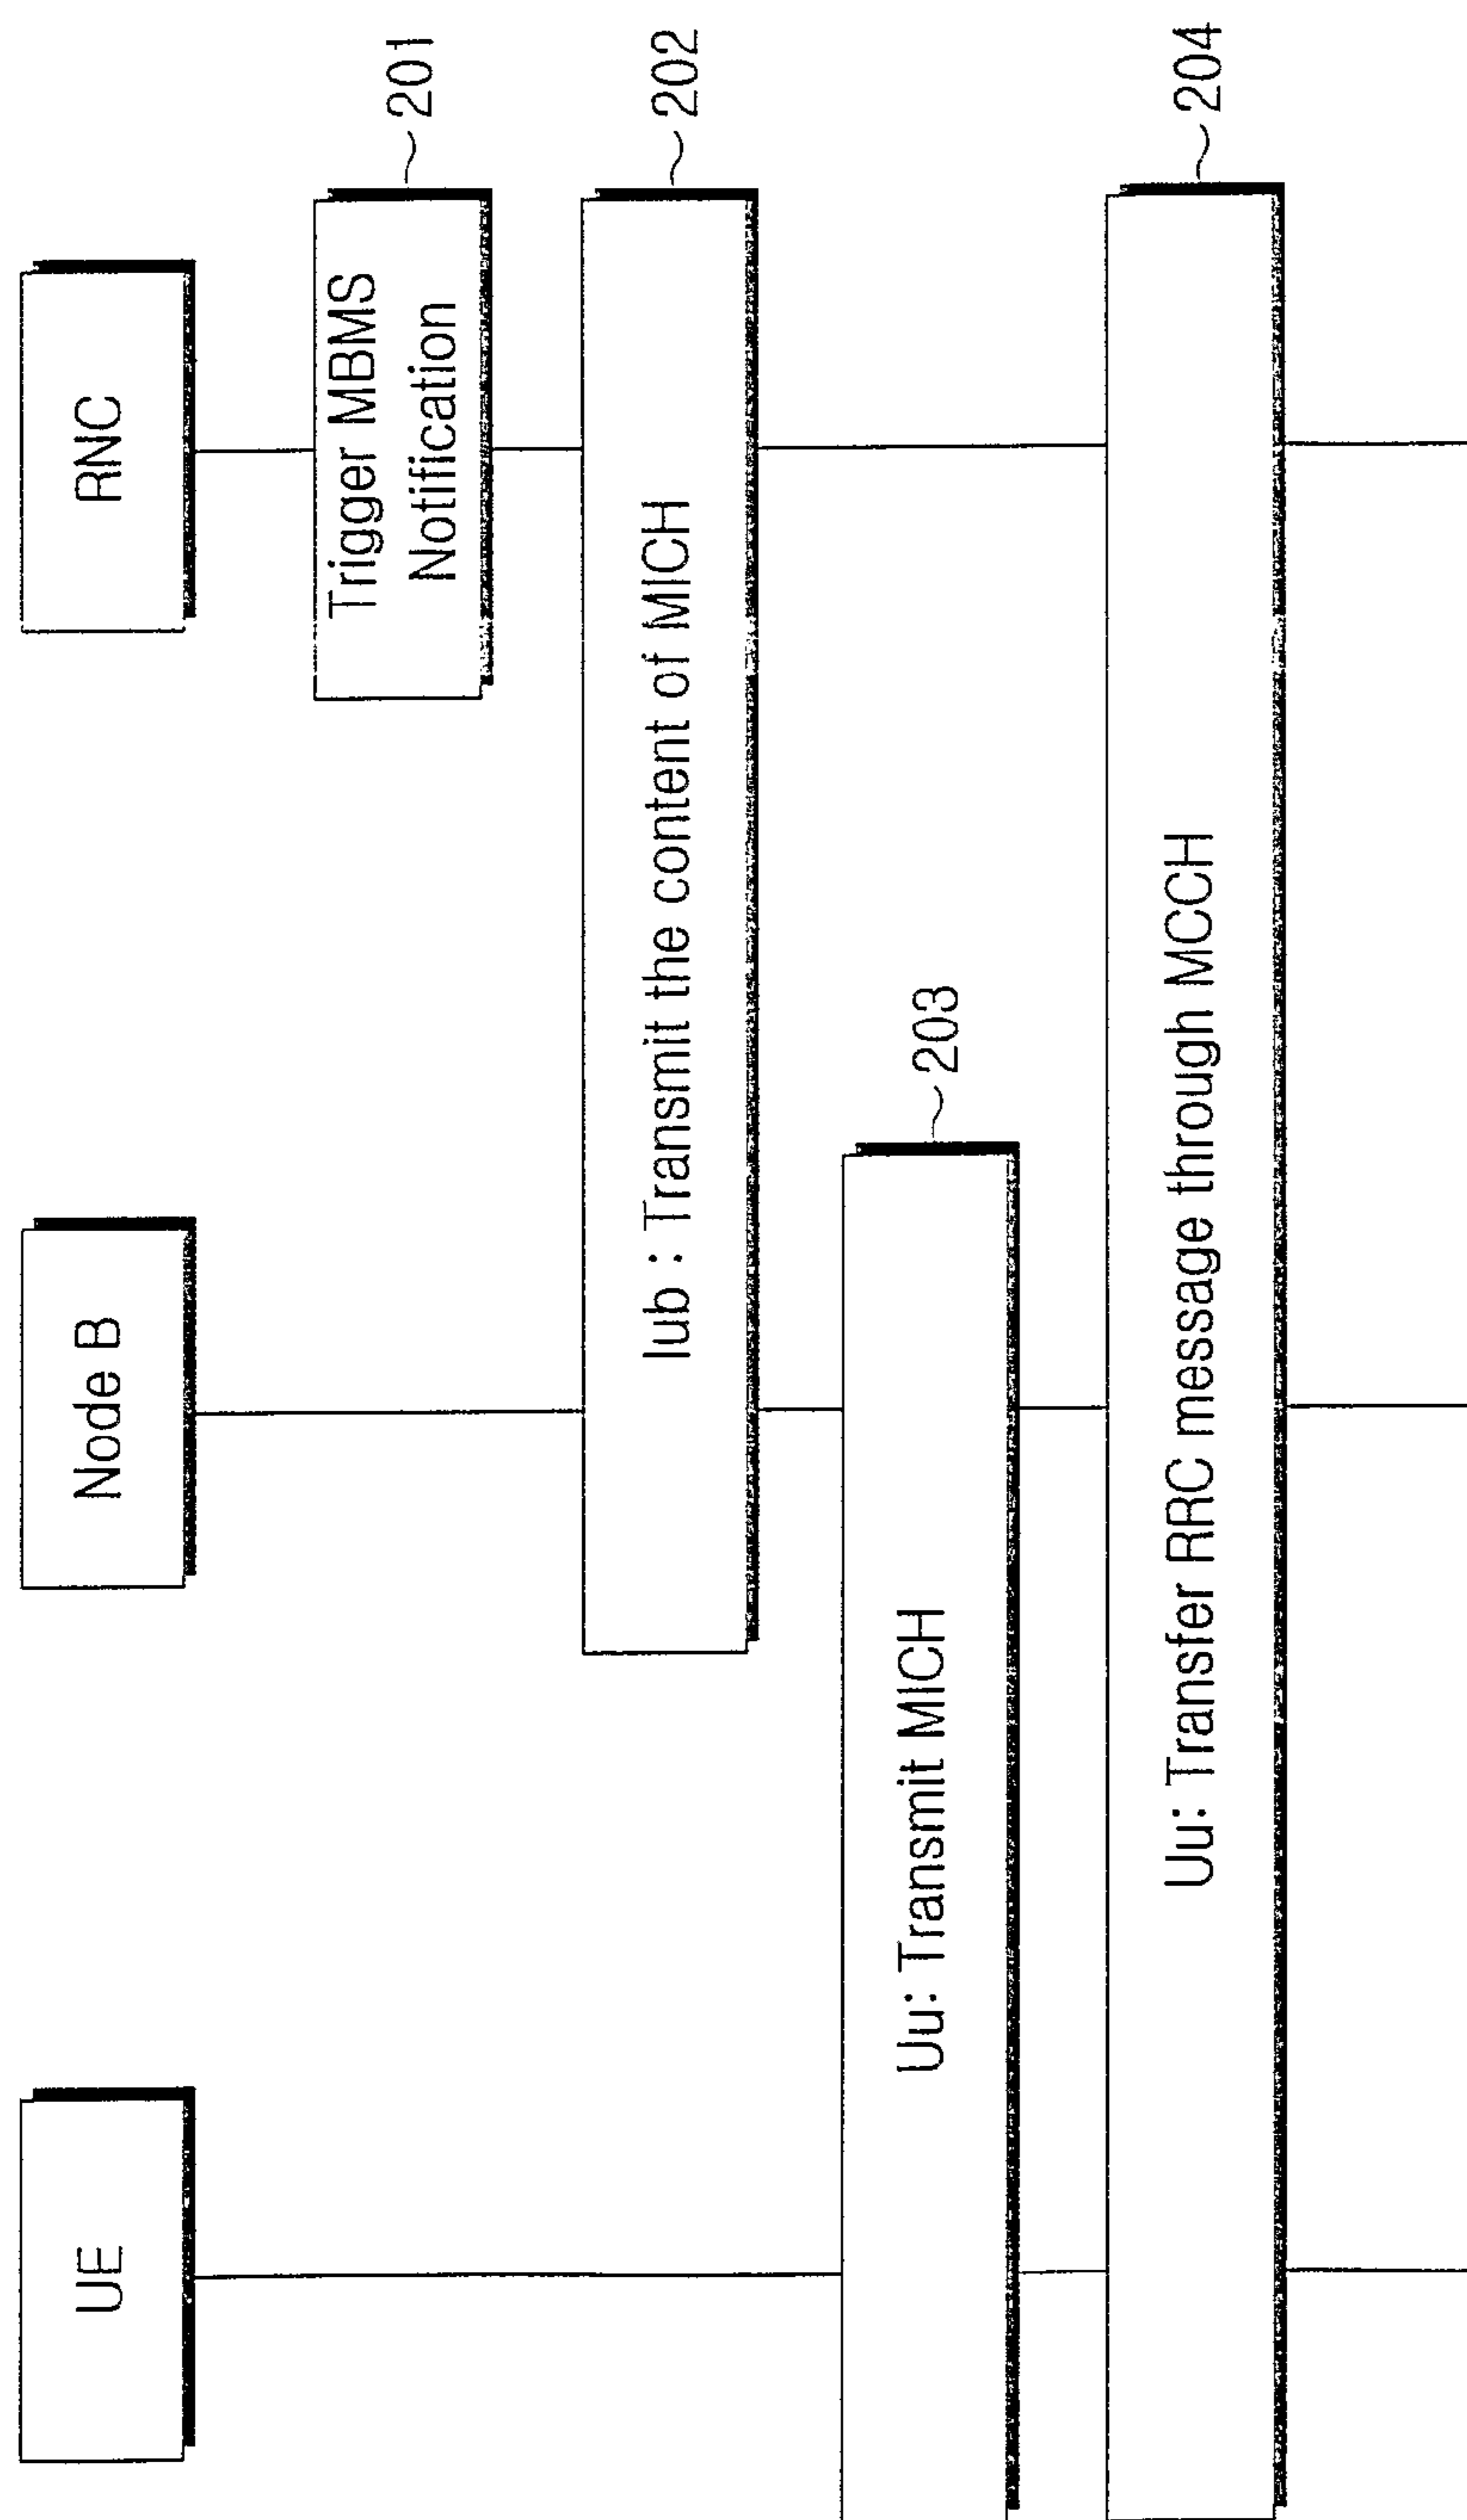 UE
Node B
RNC
Trigger MBMS
Notification
201
Iub : Transmit the content of MICH
202
Uu: Transmit MICH
203
Uu: Transfer RRC message through MCCH
204